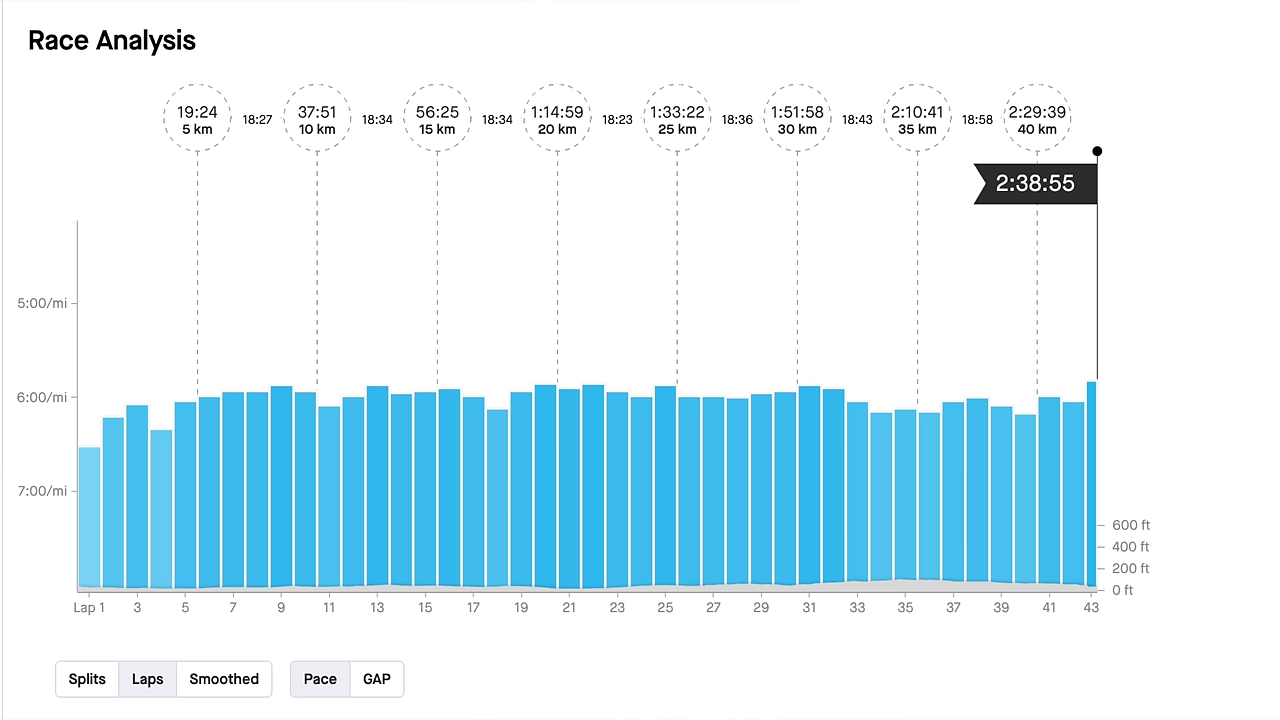 Race Analysis
19:24 18:27 37:51 18:34 56:25 18:34 1:14:59 18:23 1:33:22 18:36 1:51:58 18:43 2:10:41 18:58 2:29:39
5 km 10 km 15 km 20 km 25 km 30 km 35 km 40 km
2:38:55
5:00/mi
6:00/mi
7:00/mi
600 ft
400 ft
200 ft
0 ft
Lap 1 3 5 7 9 11 13 15 17 19 21 23 25 27 29 31 33 35 37 39 41 43
Splits Laps Smoothed Pace GAP